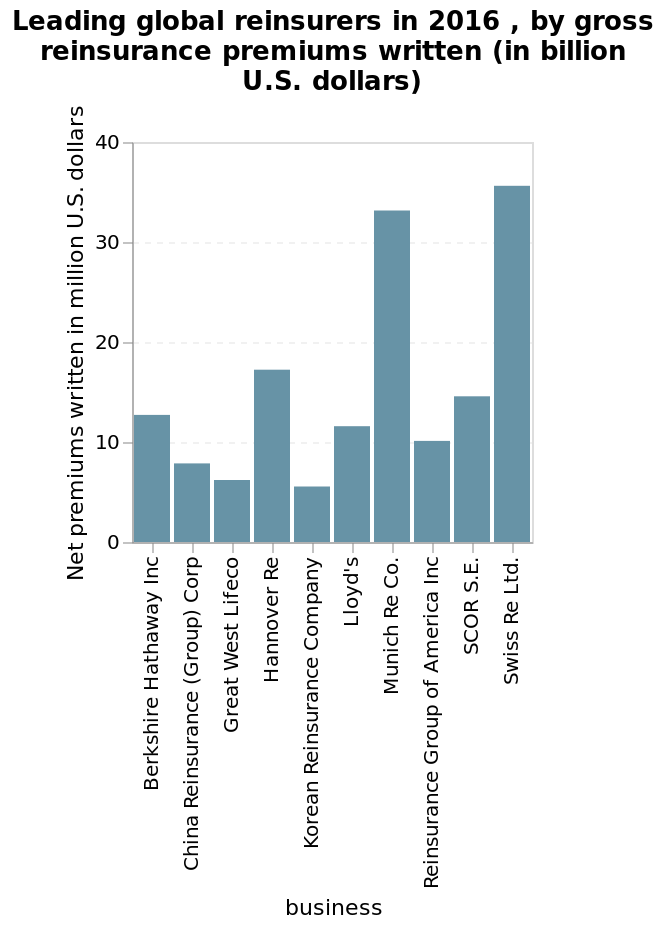 Leading global reinsurers in 2016 , by gross
reinsurance premiums written (in billion
U.S. dollars)
Net premiums written in million U.S. dollars
40
30
20
10
0
Berkshire Hathaway Inc
China Reinsurance (Group) Corp
Great West Lifeco
Hannover Re
Korean Reinsurance Company
Lloyd's
Munich Re Co.
Reinsurance Group of America Inc
SCOR S.E.
Swiss Re Ltd.
business